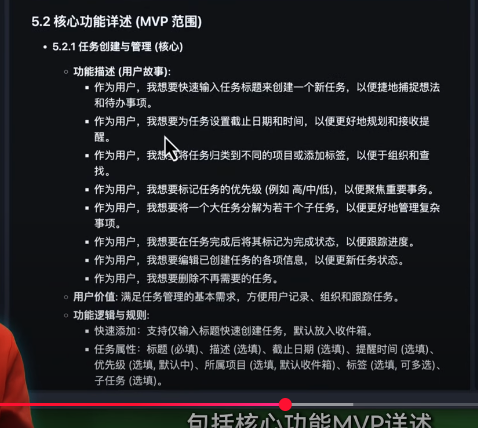 5.2 核心功能详述 (MVP 范围)
5.2.1 任务创建与管理 (核心)
功能描述 (用户故事):
作为用户，我想要快速输入任务标题来创建一个新任务，以便捷地捕捉想法
和待办事项。
作为用户，我想要为任务设置截止日期和时间，以便更好地规划和接收提
醒。
作为用户，我想 将任务归类到不同的项目或添加标签，以便于组织和查
找。
作为用户，我想要标记任务的优先级 (例如 高/中/低)，以便聚焦重要事务。
作为用户，我想要将一个大任务分解为若干个子任务，以便更好地管理复杂
事项。
作为用户，我想要在任务完成后将其标记为完成状态，以便跟踪进度。
作为用户，我想要编辑已创建任务的各项信息，以便更新任务状态。
作为用户，我想要删除不再需要的任务。
用户价值: 满足任务管理的基本需求，方便用户记录、组织和跟踪任务。
功能逻辑与规则:
快速添加：支持仅输入标题快速创建任务，默认放入收件箱。
任务属性：标题 (必填)、描述 (选填)、截止日期 (选填)、提醒时间 (选填)、
优先级 (选填, 默认中)、所属项目 (选填, 默认收件箱)、标签 (选填, 可多选)、
子任务 (选填)。
包括核心功能MVP详述